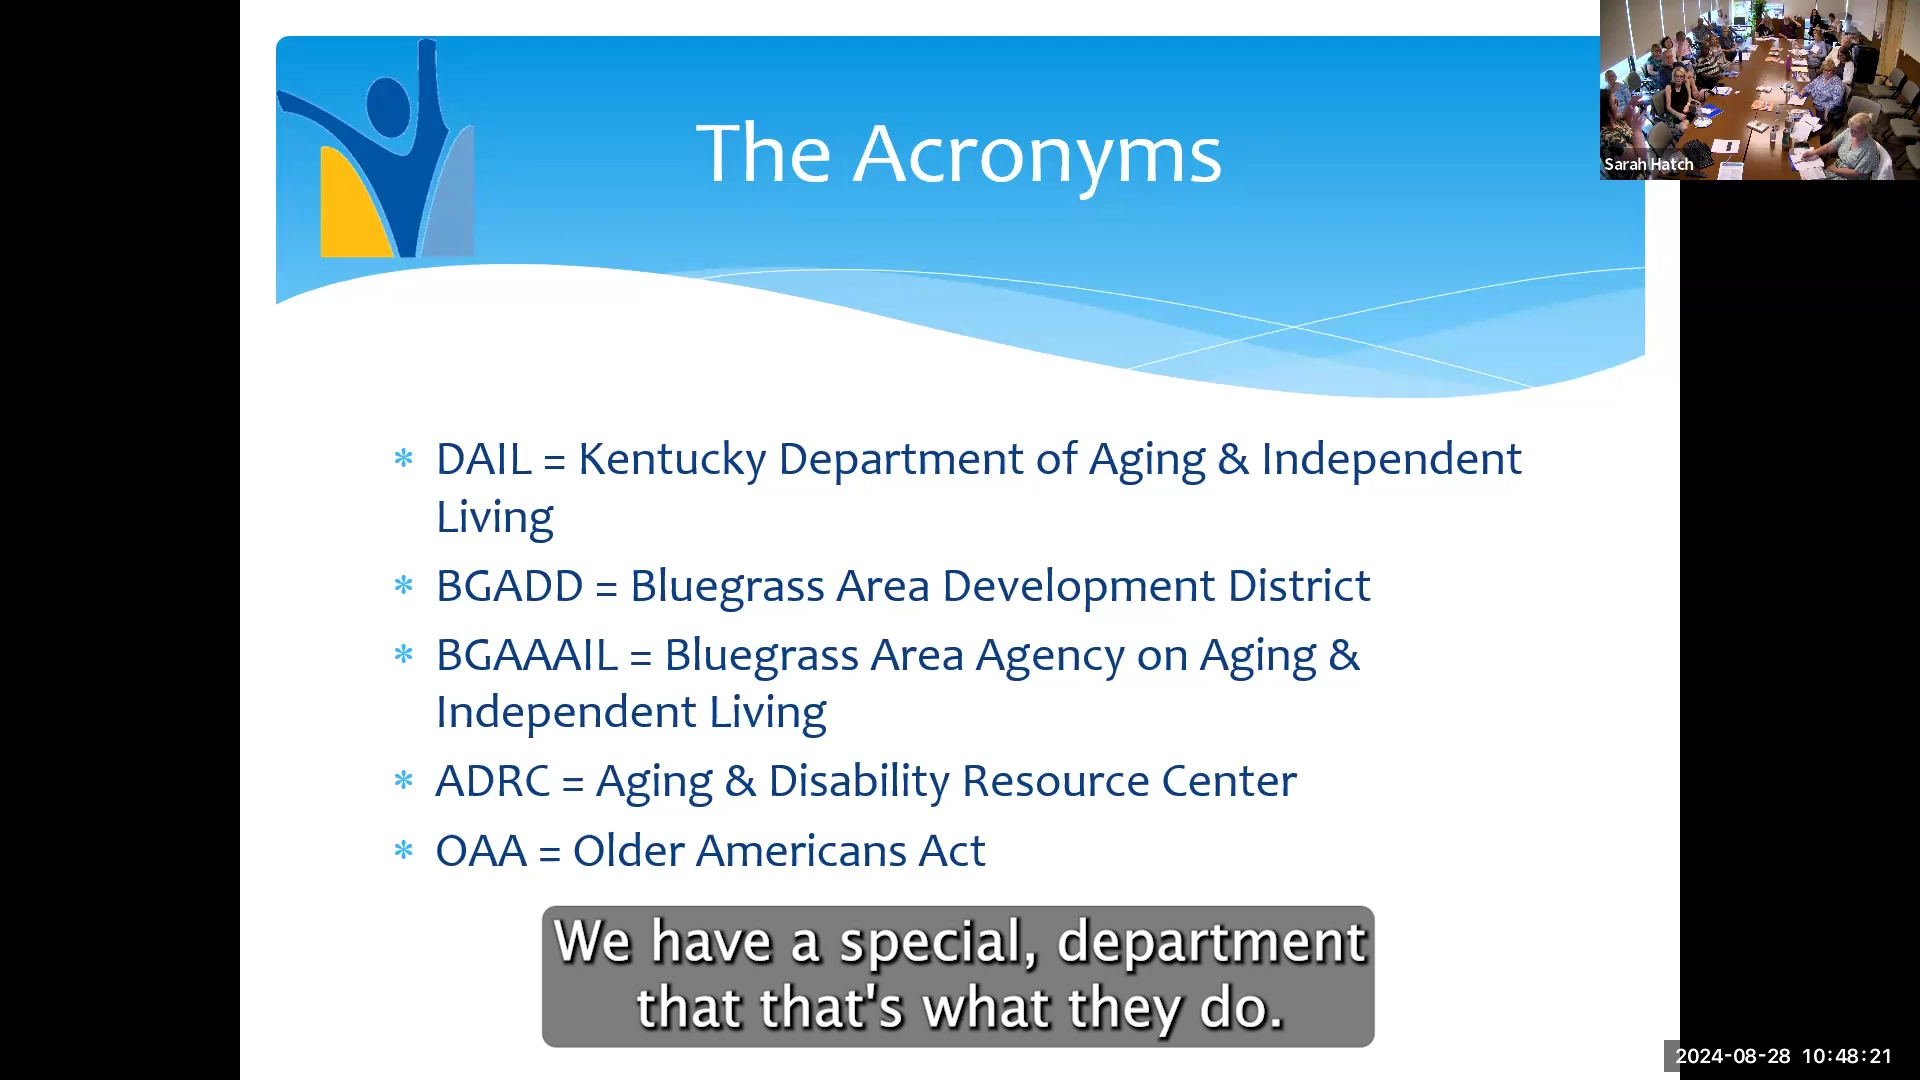 The Acronyms
Sarah Hatch
* DAIL = Kentucky Department of Aging & Independent
Living
* BGADD = Bluegrass Area Development District
* BGAAAIL = Bluegrass Area Agency on Aging &
Independent Living
* ADRC = Aging & Disability Resource Center
* OAA = Older Americans Act
We have a special, department
that that's what they do.
2024-08-28 10:48:21